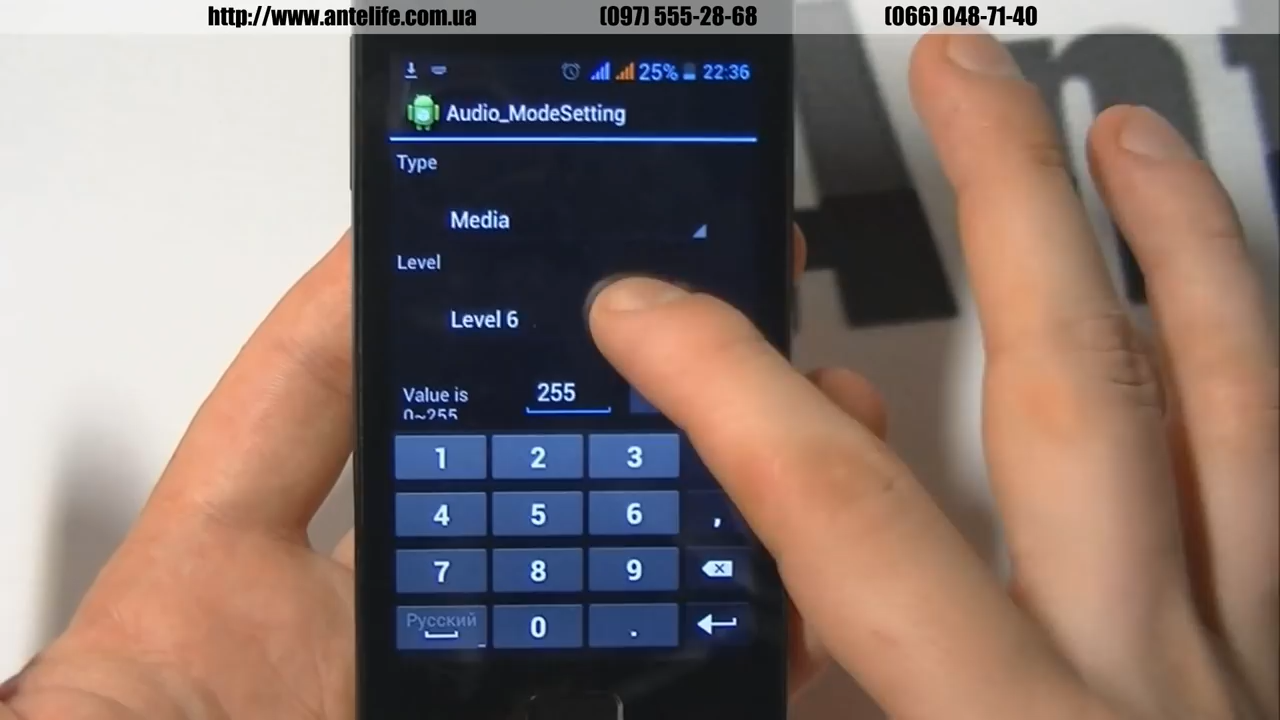 http://www.antelife.com.ua (097) 555-28-68 (066) 048-71-40
25% 22:36
Audio_ModeSetting
Type
Media
Level
Level 6
Value is 255
0~255
1 2 3
4 5 6 ,
7 8 9
Русский 0 .